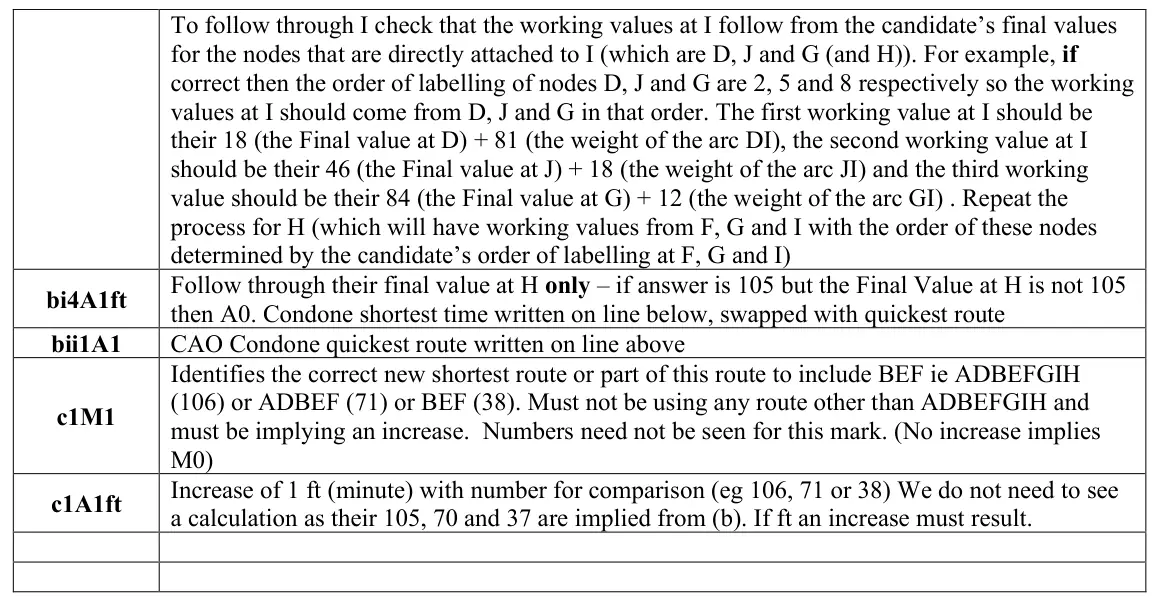 To follow through I check that the working values at I follow from the candidate’s final values
for the nodes that are directly attached to I (which are D, J and G (and H)). For example, if
correct then the order of labelling of nodes D, J and G are 2, 5 and 8 respectively so the working
values at I should come from D, J and G in that order. The first working value at I should be
their 18 (the Final value at D) + 81 (the weight of the arc DI), the second working value at I
should be their 46 (the Final value at J) + 18 (the weight of the arc JI) and the third working
value should be their 84 (the Final value at G) + 12 (the weight of the arc GI) . Repeat the
process for H (which will have working values from F, G and I with the order of these nodes
determined by the candidate’s order of labelling at F, G and I)
bi4A1ft
Follow through their final value at H only – if answer is 105 but the Final Value at H is not 105
then A0. Condone shortest time written on line below, swapped with quickest route
bii1A1
CAO Condone quickest route written on line above
c1M1
Identifies the correct new shortest route or part of this route to include BEF ie ADBEFGIH
(106) or ADBEF (71) or BEF (38). Must not be using any route other than ADBEFGIH and
must be implying an increase.  Numbers need not be seen for this mark. (No increase implies
M0)
c1A1ft
Increase of 1 ft (minute) with number for comparison (eg 106, 71 or 38) We do not need to see
a calculation as their 105, 70 and 37 are implied from (b). If ft an increase must result.